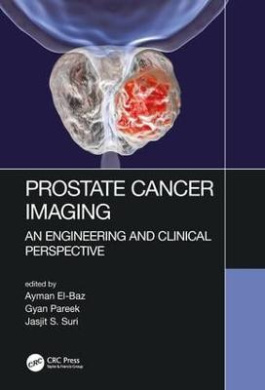 PROSTATE CANCER
IMAGING
AN ENGINEERING AND CLINICAL
PERSPECTIVE
edited by
Ayman El-Baz
Gyan Pareek
Jasjit S. Suri
CRC
CRC Press
Taylor & Francis Group